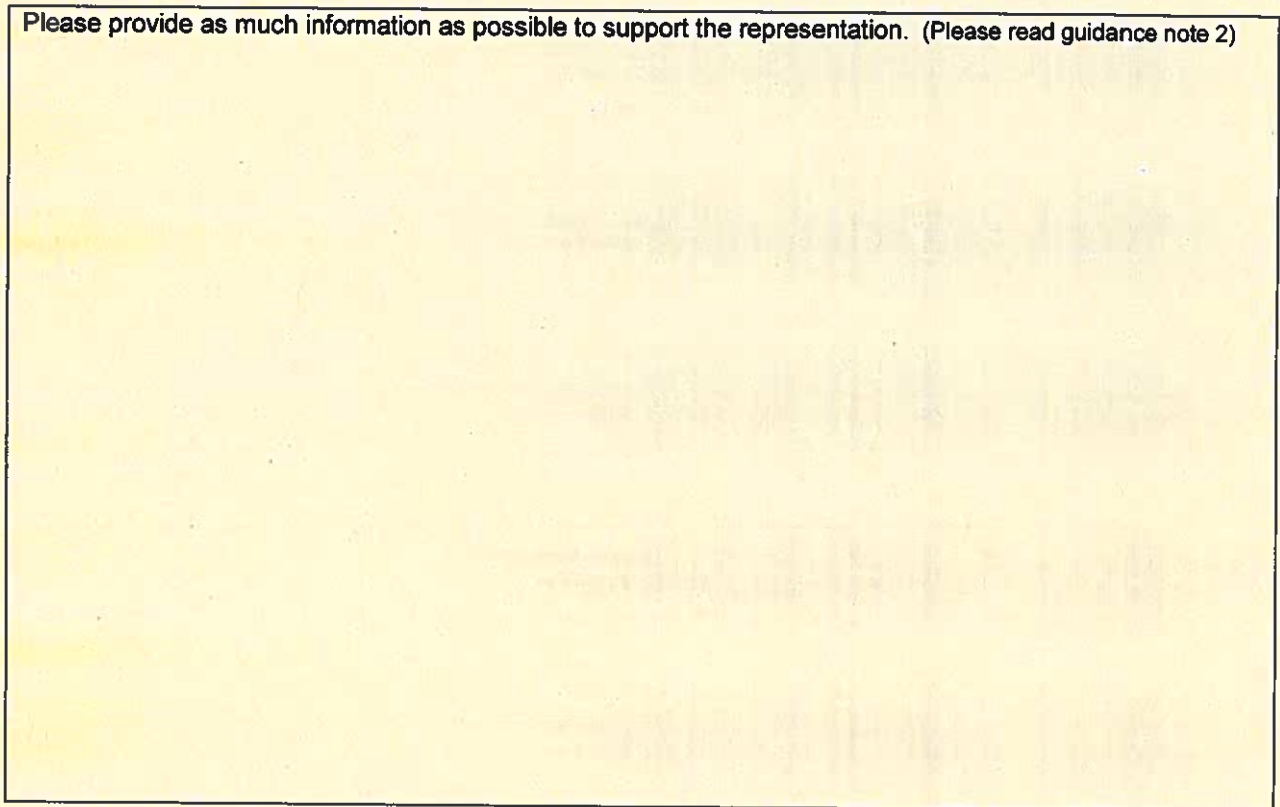 Please provide as much information as possible to support the representation. (Please read guidance note 2)